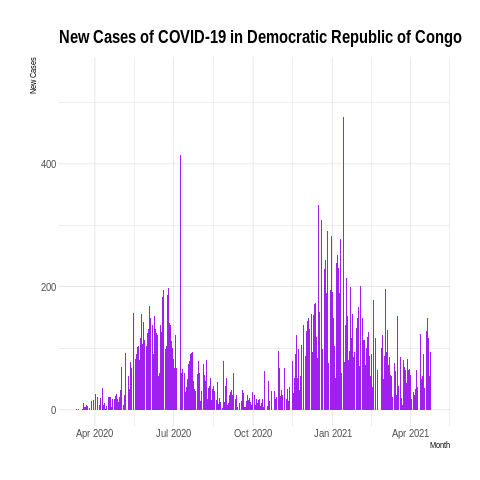 New Cases of COVID-19 in Democratic Republic of Congo
New Cases
400
200
0
Apr 2020 Jul 2020 Oct 2020 Jan 2021 Apr 2021
Month